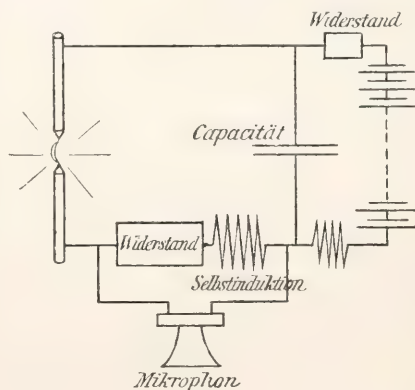 Widerstand
Capacität
Widerstand
Selbstinduktion
Mikrophon